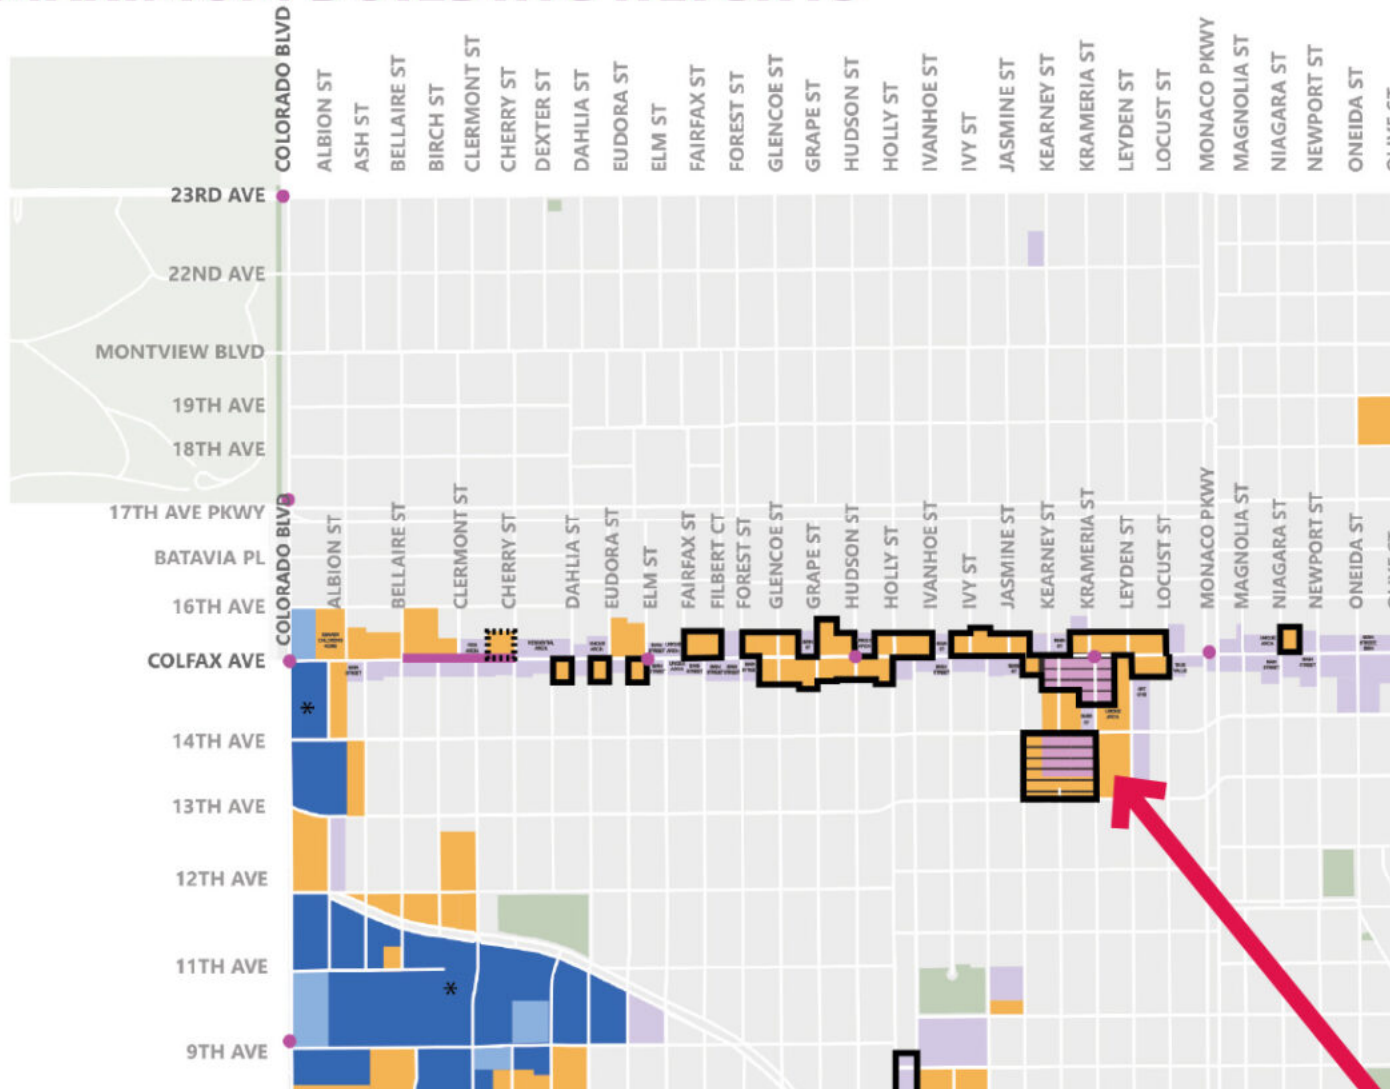 COLORADO BLVD
ALBION ST
ASH ST
BELLAIRE ST
BIRCH ST
CLERMONT ST
CHERRY ST
DEXTER ST
DAHLIA ST
EUDORA ST
ELM ST
FAIRFAX ST
FOREST ST
GLENCOE ST
GRAPE ST
HUDSON ST
HOLLY ST
IVANHOE ST
IVY ST
JASMINE ST
KEARNEY ST
KRAMERIA ST
LEYDEN ST
LOCUST ST
MONACO PKWY
MAGNOLIA ST
NIAGARA ST
NEWPORT ST
ONEIDA ST
23RD AVE
22ND AVE
MONTVIEW BLVD
19TH AVE
18TH AVE
17TH AVE PKWY
BATAVIA PL
16TH AVE
COLORADO BLVD
ALBION ST
BELLAIRE ST
CLERMONT ST
CHERRY ST
DAHLIA ST
EUDORA ST
ELM ST
FAIRFAX ST
FILBERT CT
FOREST ST
GLENCOE ST
GRAPE ST
HUDSON ST
HOLLY ST
IVANHOE ST
IVY ST
JASMINE ST
KEARNEY ST
KRAMERIA ST
LEYDEN ST
LOCUST ST
MONACO PKWY
MAGNOLIA ST
NIAGARA ST
NEWPORT ST
ONEIDA ST
COLFAX AVE
*
14TH AVE
13TH AVE
12TH AVE
11TH AVE
*
9TH AVE